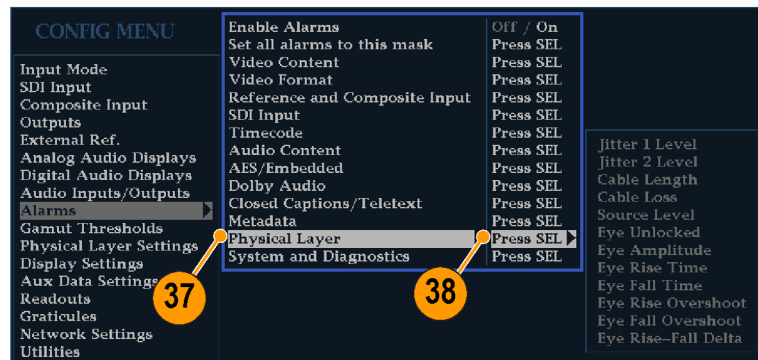 CONFIG MENU
Input Mode
SDI Input
Composite Input
Outputs
External Ref.
Analog Audio Displays
Digital Audio Displays
Audio Inputs/Outputs
Alarms
Gamut Thresholds
Physical Layer Settings
Display Settings
Aux Data Settings
Readouts
Graticules
Network Settings
Utilities
Enable Alarms Off / On
Set all alarms to this mask Press SEL
Video Content Press SEL
Video Format Press SEL
Reference and Composite Input Press SEL
SDI Input Press SEL
Timecode Press SEL
Audio Content Press SEL
AES/Embedded Press SEL
Dolby Audio Press SEL
Closed Captions/Teletext Press SEL
Metadata Press SEL
Physical Layer Press SEL
System and Diagnostics Press SEL
37
38
Jitter 1 Level
Jitter 2 Level
Cable Length
Cable Loss
Source Level
Eye Unlocked
Eye Amplitude
Eye Rise Time
Eye Fall Time
Eye Rise Overshoot
Eye Fall Overshoot
Eye Rise–Fall Delta